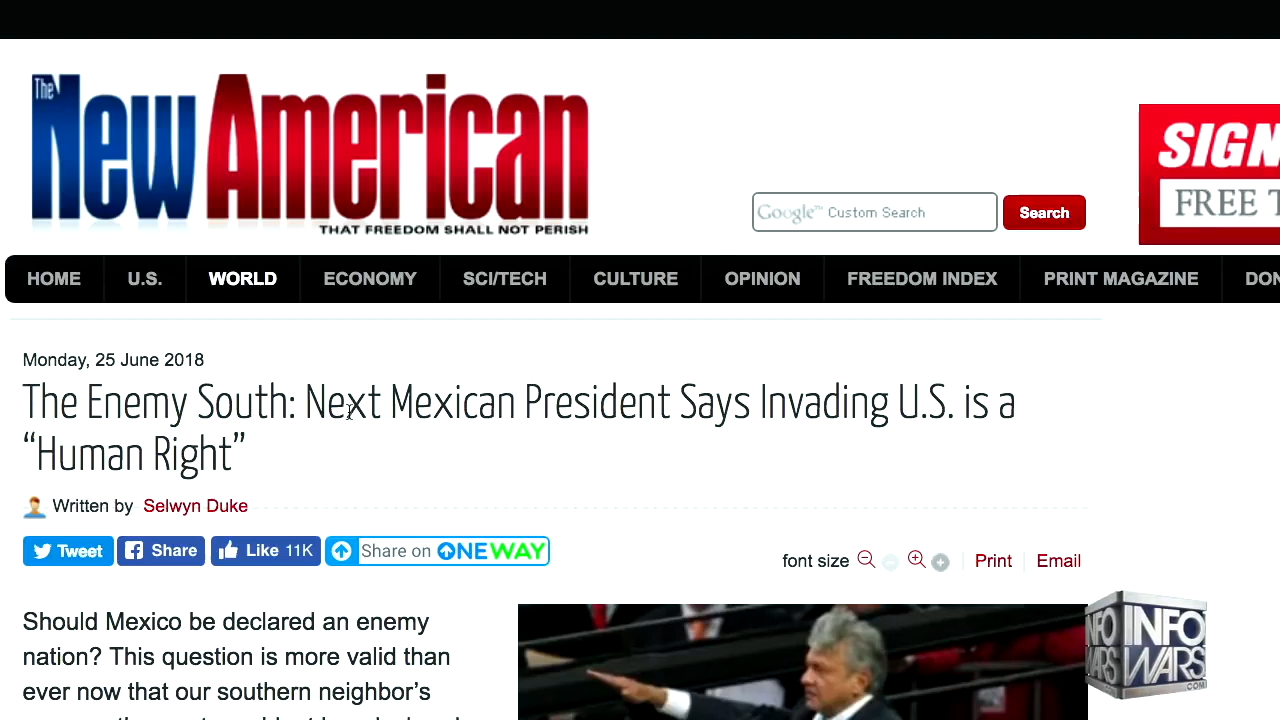 The
New American
THAT FREEDOM SHALL NOT PERISH
Google™ Custom Search
Search
SIGN
FREE T
HOME U.S. WORLD ECONOMY SCI/TECH CULTURE OPINION FREEDOM INDEX PRINT MAGAZINE DON
Monday, 25 June 2018
The Enemy South: Next Mexican President Says Invading U.S. is a
“Human Right”
Written by Selwyn Duke
Tweet Share Like 11K Share on ONEWAY
font size Print Email
Should Mexico be declared an enemy
nation? This question is more valid than
ever now that our southern neighbor’s
INFO
WARS
.COM
INFO
WARS